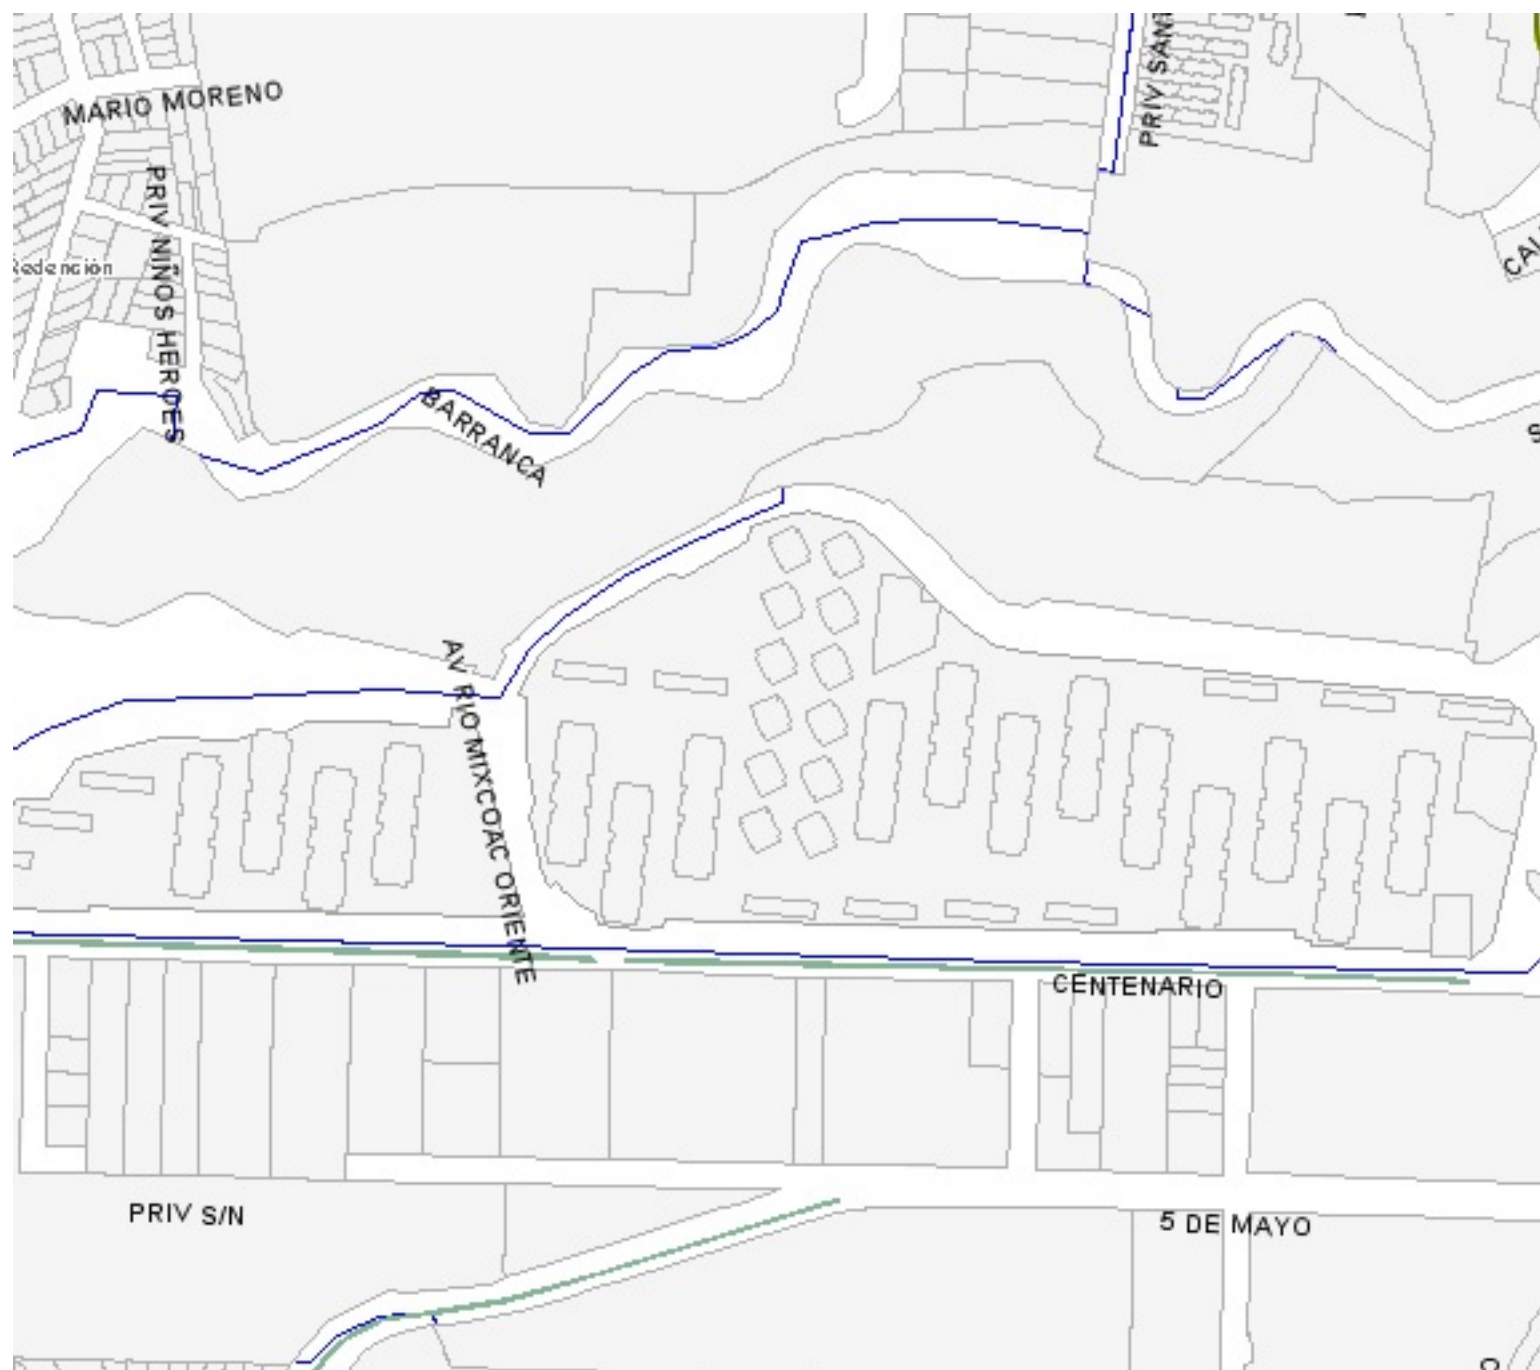 PRIV SAN
MARIO MORENO
PRIV NIÑOS HEROES
Redención
BARRANCA
AV RIO MIXCOAC ORIENTE
CENTENARIO
PRIV S/N
5 DE MAYO